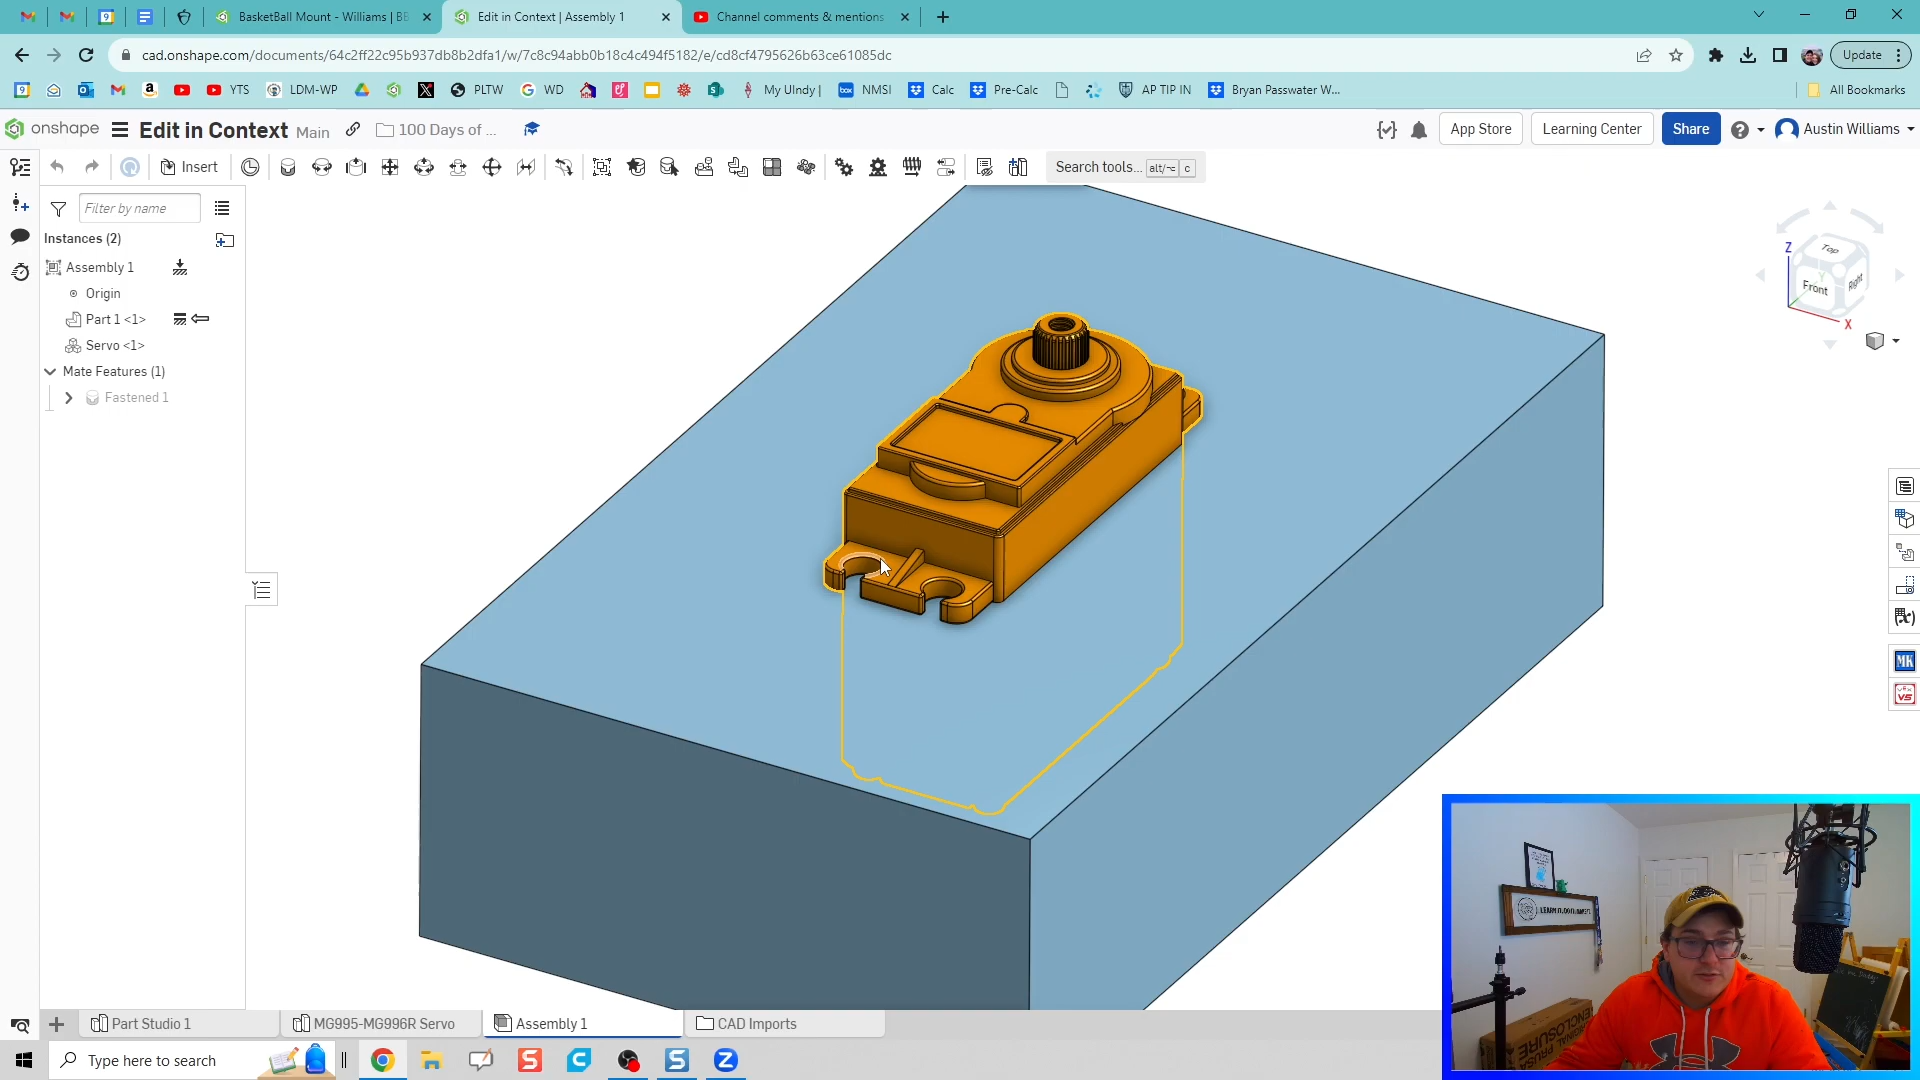 BasketBall Mount - Williams | BB
Edit in Context | Assembly 1
Channel comments & mentions
cad.onshape.com/documents/64c2ff22c95b937db8b2dfa1/w/7c8c94abb0b18c4c494f5182/e/cd8cf4795626b63ce61085dc
Update
YTS
LDM-WP
PLTW
WD
My UIndy |
NMSI
Calc
Pre-Calc
AP TIP IN
Bryan Passwater W...
All Bookmarks
onshape
Edit in Context
Main
100 Days of ...
App Store
Learning Center
Share
Austin Williams
Insert
Search tools...
alt/⌥
c
Filter by name
Instances (2)
Assembly 1
Origin
Part 1 <1>
Servo <1>
Mate Features (1)
Fastened 1
Top
Front
Right
Z
Y
X
MK
VEX
V5
Part Studio 1
MG995-MG996R Servo
Assembly 1
CAD Imports
Type here to search